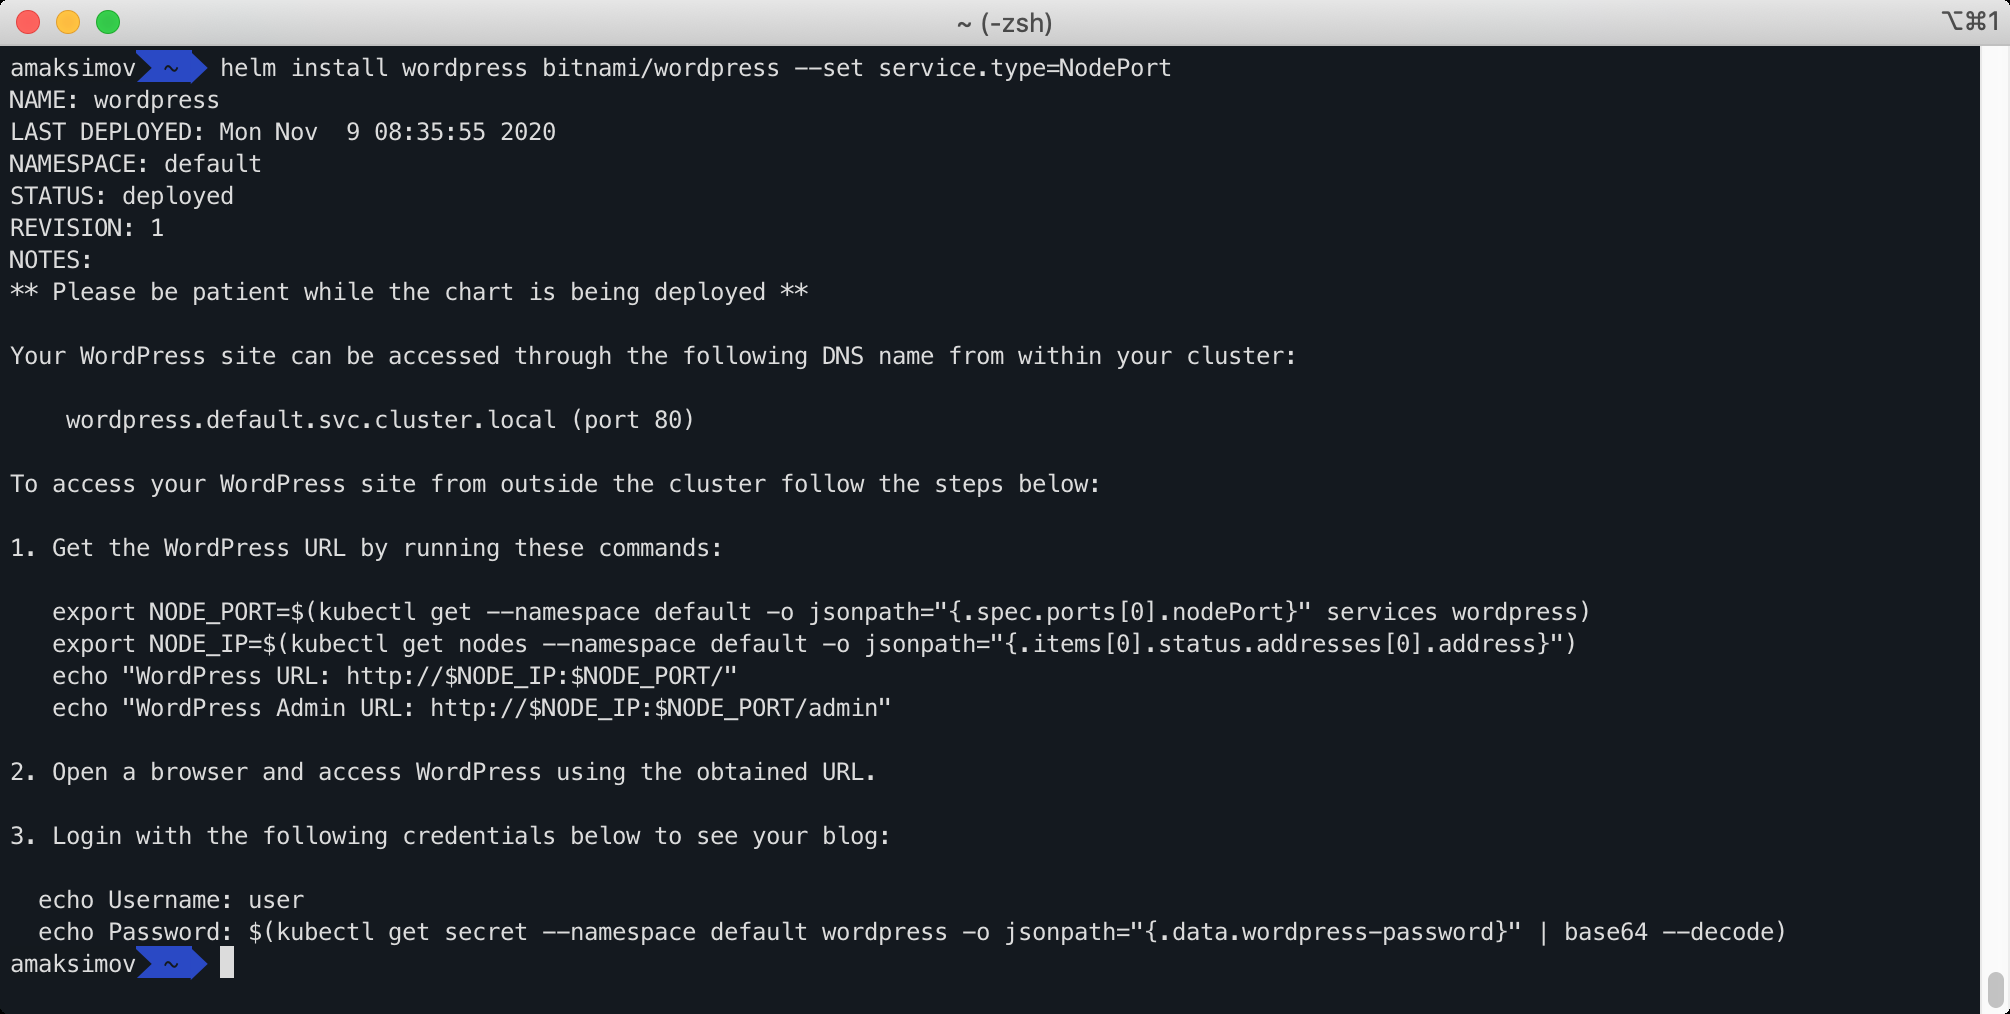 ~ (-zsh)
⌥⌘1
amaksimov ~ helm install wordpress bitnami/wordpress --set service.type=NodePort
NAME: wordpress
LAST DEPLOYED: Mon Nov  9 08:35:55 2020
NAMESPACE: default
STATUS: deployed
REVISION: 1
NOTES:
** Please be patient while the chart is being deployed **
Your WordPress site can be accessed through the following DNS name from within your cluster:
    wordpress.default.svc.cluster.local (port 80)
To access your WordPress site from outside the cluster follow the steps below:
1. Get the WordPress URL by running these commands:
   export NODE_PORT=$(kubectl get --namespace default -o jsonpath="{.spec.ports[0].nodePort}" services wordpress)
   export NODE_IP=$(kubectl get nodes --namespace default -o jsonpath="{.items[0].status.addresses[0].address}")
   echo "WordPress URL: http://$NODE_IP:$NODE_PORT/"
   echo "WordPress Admin URL: http://$NODE_IP:$NODE_PORT/admin"
2. Open a browser and access WordPress using the obtained URL.
3. Login with the following credentials below to see your blog:
  echo Username: user
  echo Password: $(kubectl get secret --namespace default wordpress -o jsonpath="{.data.wordpress-password}" | base64 --decode)
amaksimov ~